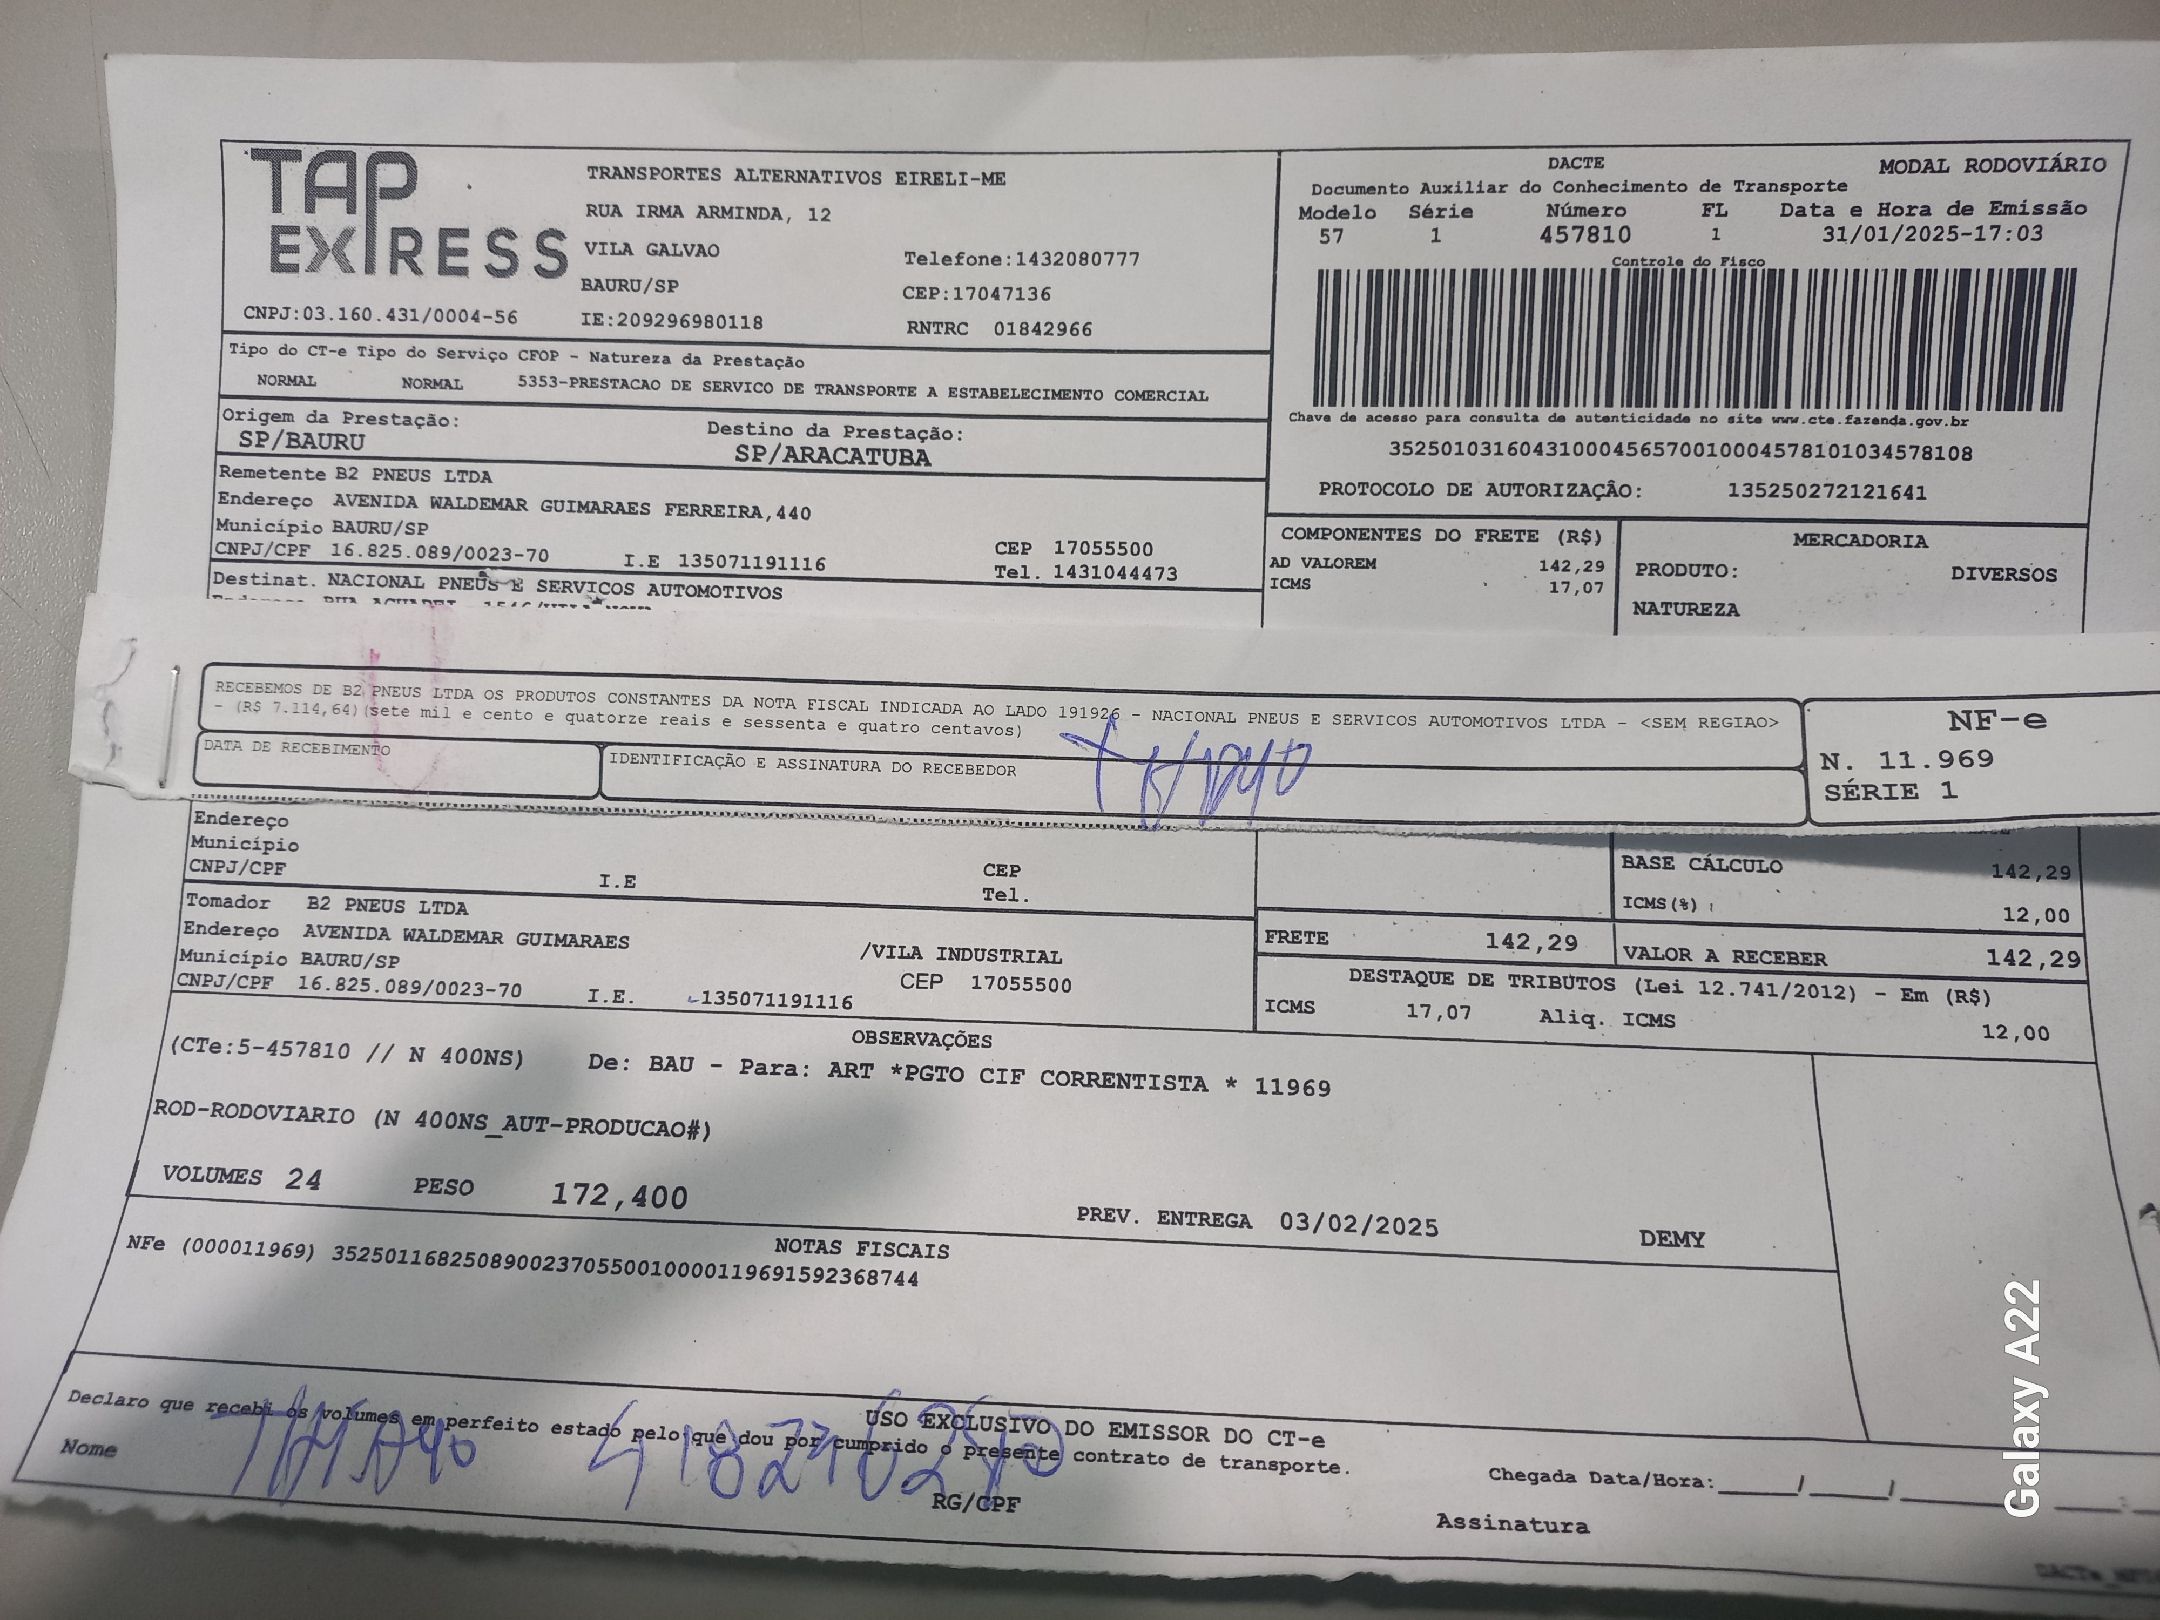 TAP EXPRESS
TRANSPORTES ALTERNATIVOS EIRELI-ME
RUA IRMA ARMINDA, 12
VILA GALVAO
Telefone:1432080777
BAURU/SP
CEP:17047136
CNPJ:03.160.431/0004-56
IE:209296980118
RNTRC 01842966
DACTE
MODAL RODOVIÁRIO
Documento Auxiliar do Conhecimento de Transporte
Modelo Série Número FL Data e Hora de Emissão
57 1 457810 1 31/01/2025-17:03
Controle do Fisco
Chave de acesso para consulta de autenticidade no site www.cte.fazenda.gov.br
35250103160431000456570010004578101034578108
PROTOCOLO DE AUTORIZAÇÃO: 135250272121641
Tipo do CT-e Tipo do Serviço CFOP - Natureza da Prestação
NORMAL NORMAL 5353-PRESTACAO DE SERVICO DE TRANSPORTE A ESTABELECIMENTO COMERCIAL
Origem da Prestação: Destino da Prestação:
SP/BAURU SP/ARACATUBA
Remetente B2 PNEUS LTDA
Endereço AVENIDA WALDEMAR GUIMARAES FERREIRA,440
Município BAURU/SP
CEP 17055500
CNPJ/CPF 16.825.089/0023-70 I.E 135071191116 Tel. 1431044473
Destinat. NACIONAL PNEUS E SERVICOS AUTOMOTIVOS
COMPONENTES DO FRETE (R$)
AD VALOREM 142,29
ICMS 17,07
MERCADORIA
PRODUTO: DIVERSOS
NATUREZA
RECEBEMOS DE B2 PNEUS LTDA OS PRODUTOS CONSTANTES DA NOTA FISCAL INDICADA AO LADO 191926 - NACIONAL PNEUS E SERVICOS AUTOMOTIVOS LTDA - <SEM REGIAO>
- (R$ 7.114,64)(sete mil e cento e quatorze reais e sessenta e quatro centavos)
DATA DE RECEBIMENTO
IDENTIFICAÇÃO E ASSINATURA DO RECEBEDOR
NF-e
N. 11.969
SÉRIE 1
Endereço
Município
CNPJ/CPF I.E CEP
Tel.
BASE CÁLCULO 142,29
ICMS(%) 12,00
Tomador B2 PNEUS LTDA
Endereço AVENIDA WALDEMAR GUIMARAES /VILA INDUSTRIAL
Município BAURU/SP
CEP 17055500
CNPJ/CPF 16.825.089/0023-70 I.E. 135071191116
FRETE 142,29
VALOR A RECEBER 142,29
DESTAQUE DE TRIBUTOS (Lei 12.741/2012) - Em (R$)
ICMS 17,07 Aliq. ICMS 12,00
OBSERVAÇÕES
(CTe:5-457810 // N 400NS) De: BAU - Para: ART *PGTO CIF CORRENTISTA * 11969
ROD-RODOVIARIO (N 400NS_AUT-PRODUCAO#)
VOLUMES 24 PESO 172,400
PREV. ENTREGA 03/02/2025 DEMY
NOTAS FISCAIS
NFe (000011969) 35250116825089002370550010000119691592368744
USO EXCLUSIVO DO EMISSOR DO CT-e
Declaro que recebi os volumes em perfeito estado pelo que dou por cumprido o presente contrato de transporte.
Nome
RG/CPF
Chegada Data/Hora:
Assinatura
Galaxy A22